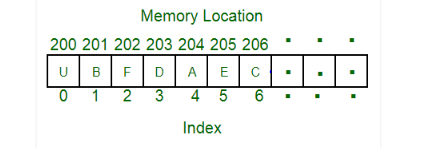 Memory Location
200 201 202 203 204 205 206 . . .
U B F D A E C . . .
0 1 2 3 4 5 6 . . .
Index